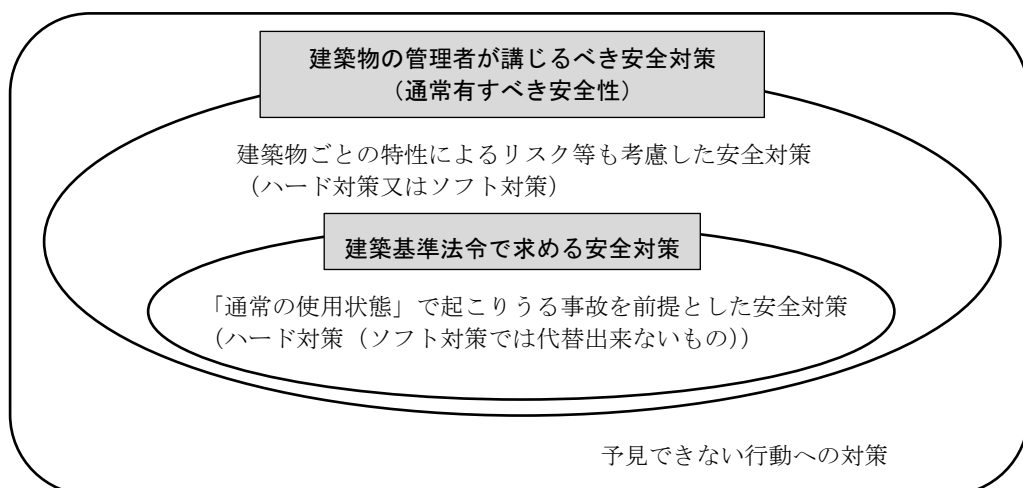 建築物の管理者が講じるべき安全対策
（通常有すべき安全性）
建築物ごとの特性によるリスク等も考慮した安全対策
（ハード対策又はソフト対策）
建築基準法令で求める安全対策
「通常の使用状態」で起こりうる事故を前提とした安全対策
（ハード対策（ソフト対策では代替出来ないもの））
予見できない行動への対策